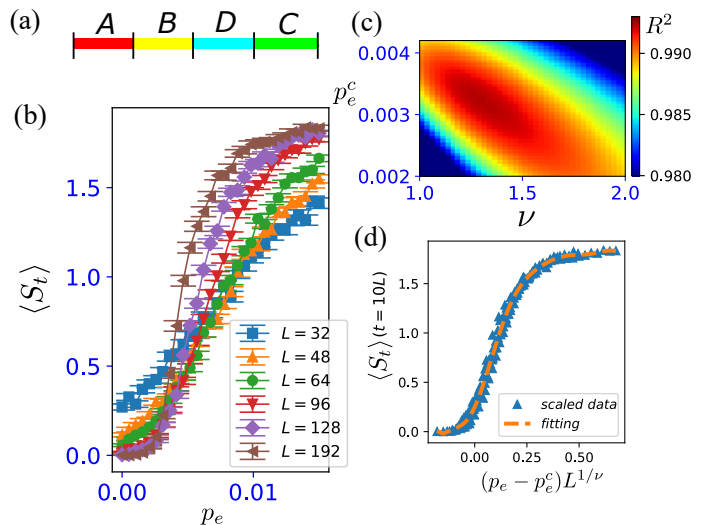 (a)
A B D C
(b)
⟨S_t⟩
1.5
1.0
0.5
0.0
0.00 0.01
p_e
L = 32
L = 48
L = 64
L = 96
L = 128
L = 192
(c)
p_e^c
0.004
0.003
0.002
1.0 1.5 2.0
ν
R^2
0.990
0.985
0.980
(d)
⟨S_t⟩(t = 10L)
1.5
1.0
0.5
0.0
0.00 0.25 0.50
(p_e − p_e^c)L^{1/ν}
scaled data
fitting